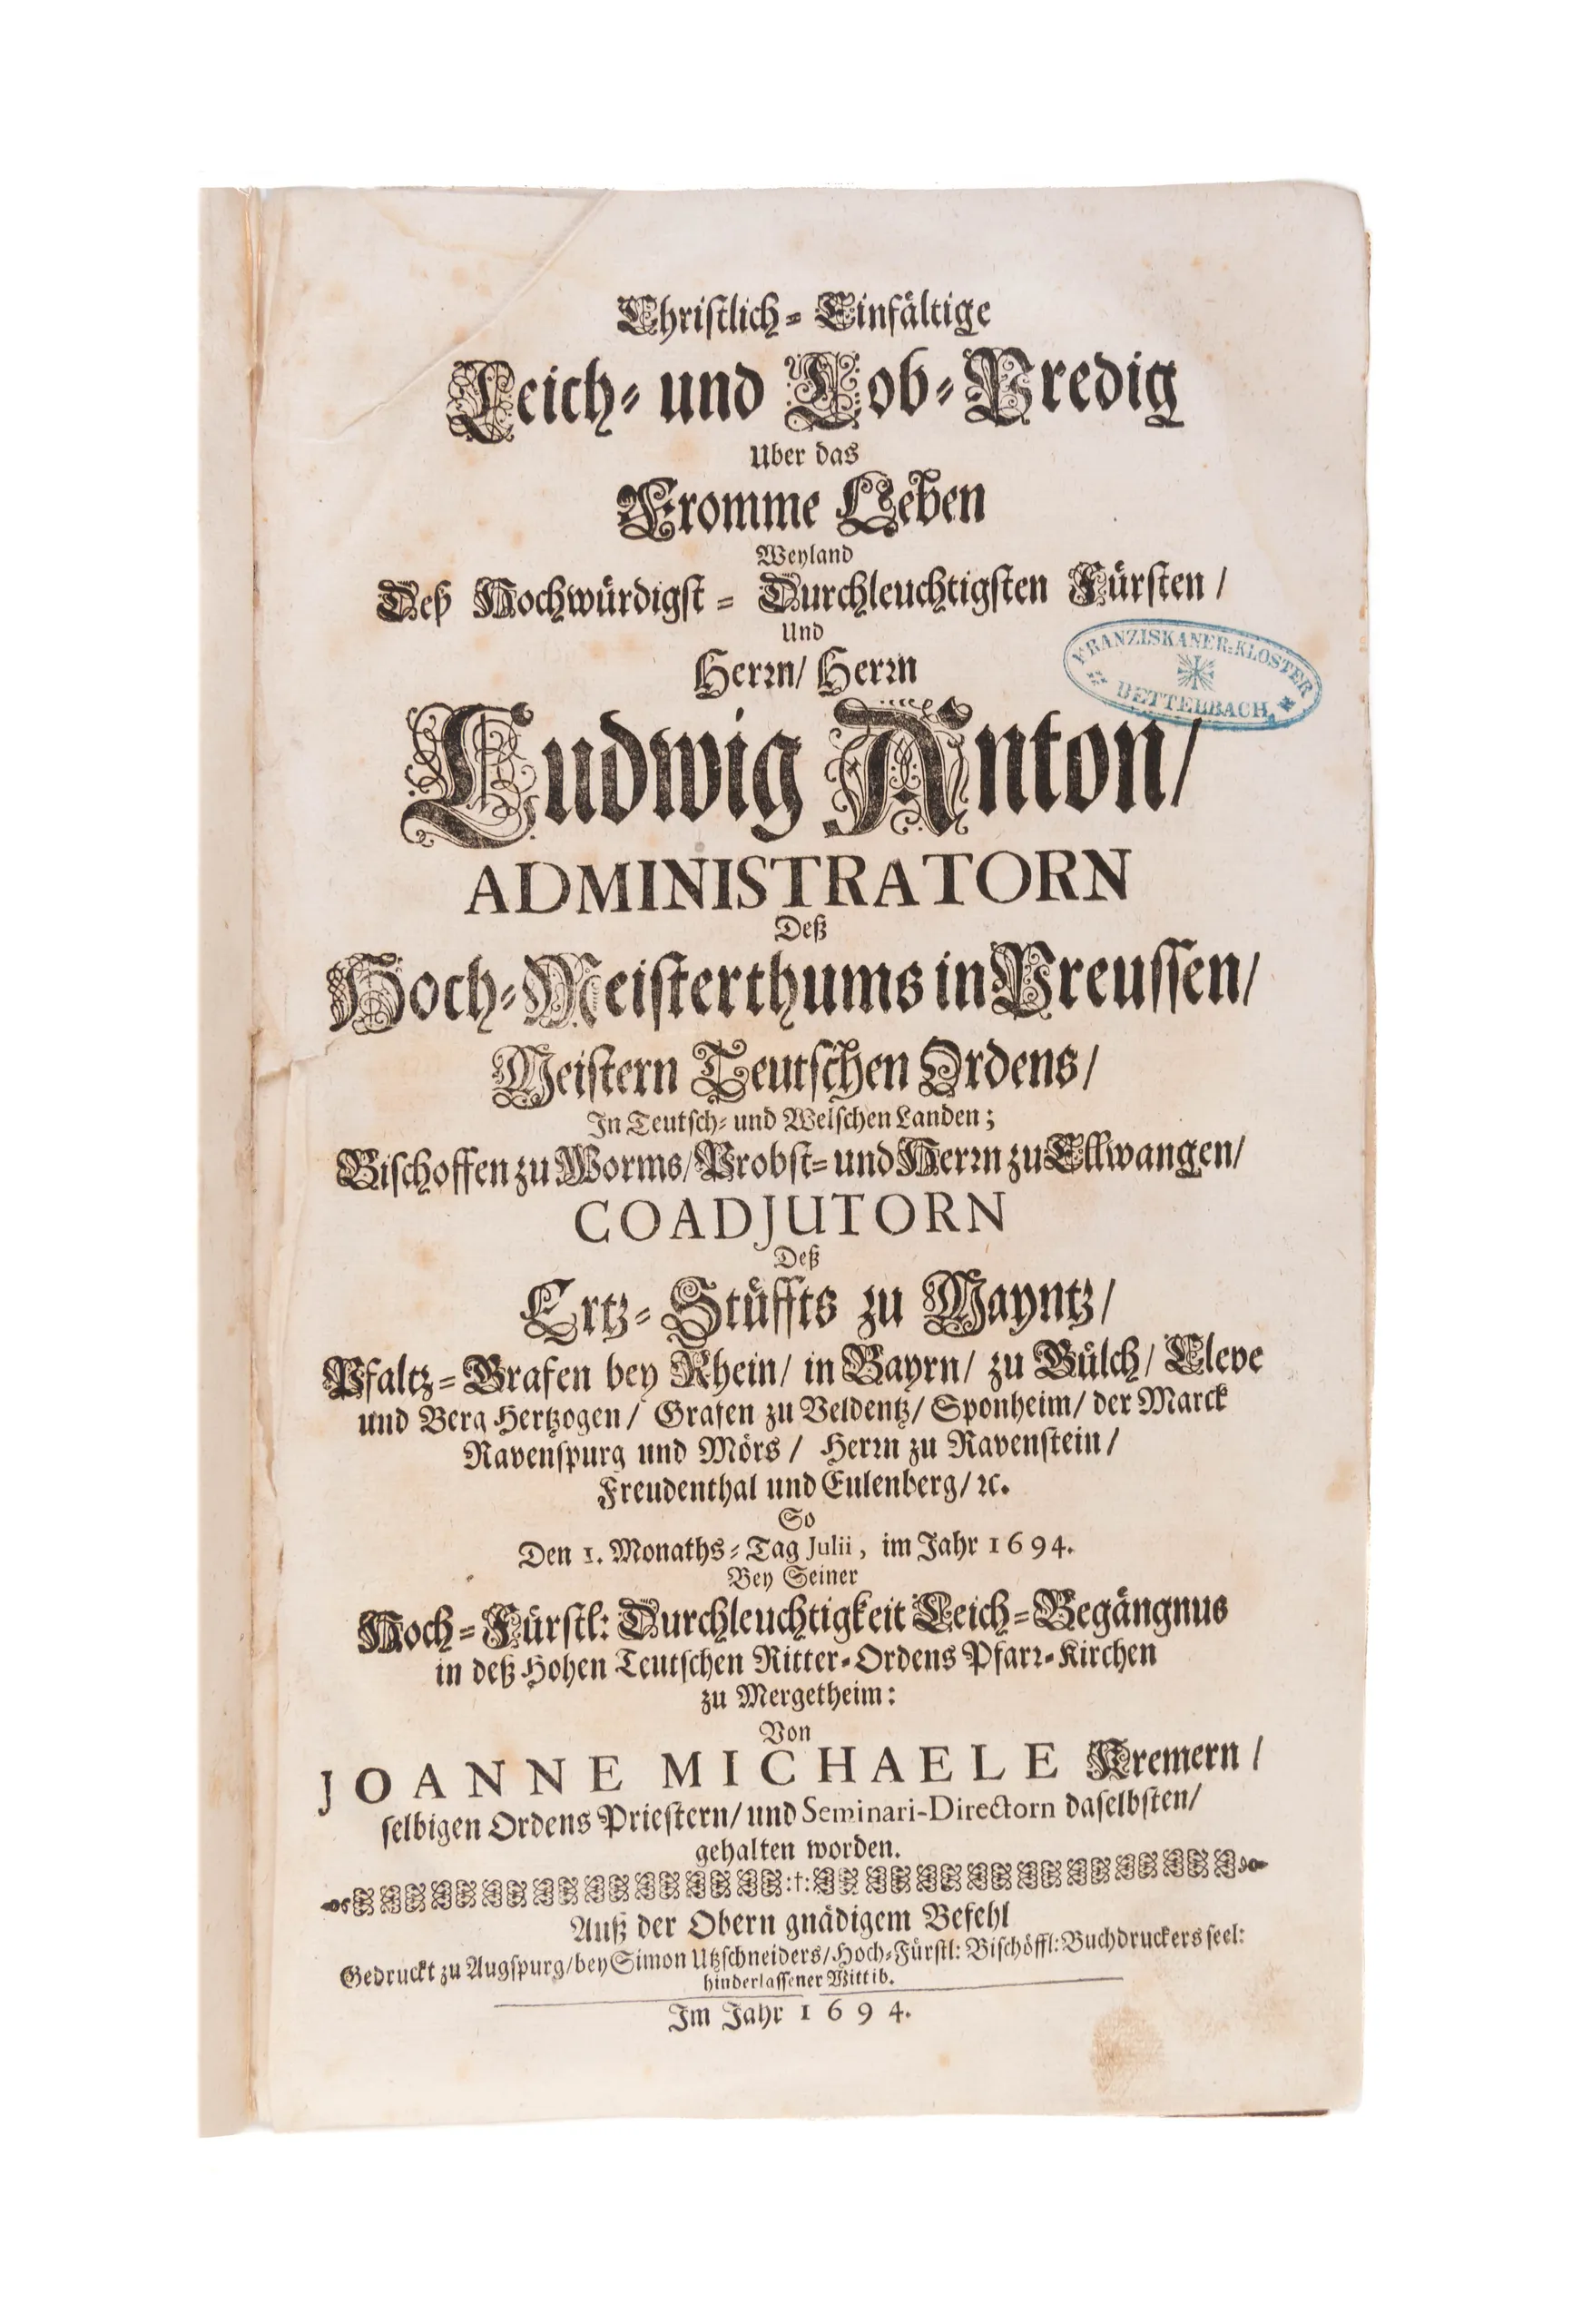 Christlich-Einfältige
Leich- und Lob-Predig
Uber das
Fromme Leben
Weyland
Deß Hochwürdigst-Durchleuchtigsten Fürsten/
Und
Herrn/ Herrn
FRANZISKANER-KLOSTER
DETTELBACH
Ludwig Anton/
ADMINISTRATORN
Deß
Hoch-Meisterthums in Preussen/
Meistern Teutschen Ordens/
In Teutsch- und Welschen Landen;
Bischoffen zu Worms/ Probst- und Herrn zu Ellwangen/
COADJUTORN
Deß
Ertz-Stüffts zu Mayntz/
Pfaltz-Grafen bey Rhein/ in Bayrn/ zu Gülch/ Cleve
und Berg Hertzogen/ Grafen zu Veldentz/ Sponheim/ der Marck
Ravenspurg und Mörs/ Herrn zu Ravenstein/
Freudenthal und Eulenberg/ ꝛc.
So
Den 1. Monaths-Tag Julii, im Jahr 1694.
Bey Seiner
Hoch-Fürstl: Durchleuchtigkeit Leich-Begängnus
in deß Hohen Teutschen Ritter-Ordens Pfarr-Kirchen
zu Mergetheim:
Von
JOANNE MICHAELE Kremern/
selbigen Ordens Priestern/ und Seminari-Directorn daselbsten/
gehalten worden.
Auß der Obern gnädigem Befehl
Gedruckt zu Augspurg/ bey Simon Utzschneiders/ Hoch-Fürstl: Bischöffl: Buchdruckers seel:
hinderlassener Wittib.
Im Jahr 1694.